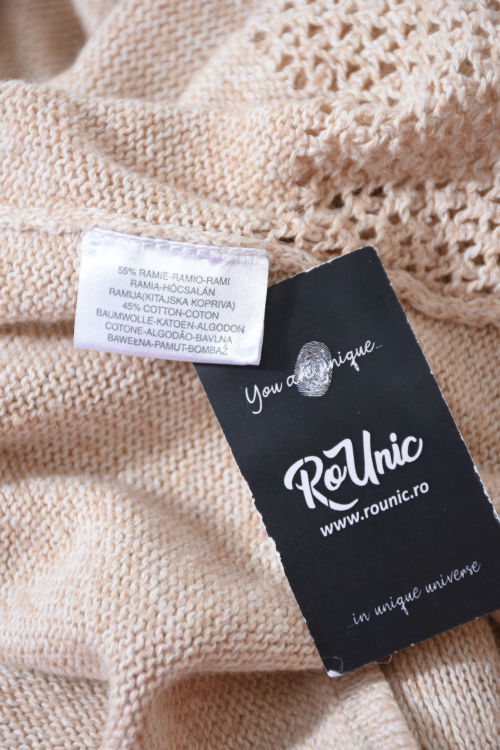 55% RAMIE-RAMIO-RAMI
RAMIA-HÓCSALÁN
RAMIJA(KITAJSKA KOPRIVA)
45% COTTON-COTON
BAUMWOLLE-KATOEN-ALGODON
COTONE-ALGODÃO-BAVLNA
BAWEŁNA-PAMUT-BOMBAŽ
You are unique...
RoUnic
www.rounic.ro
...in unique universe